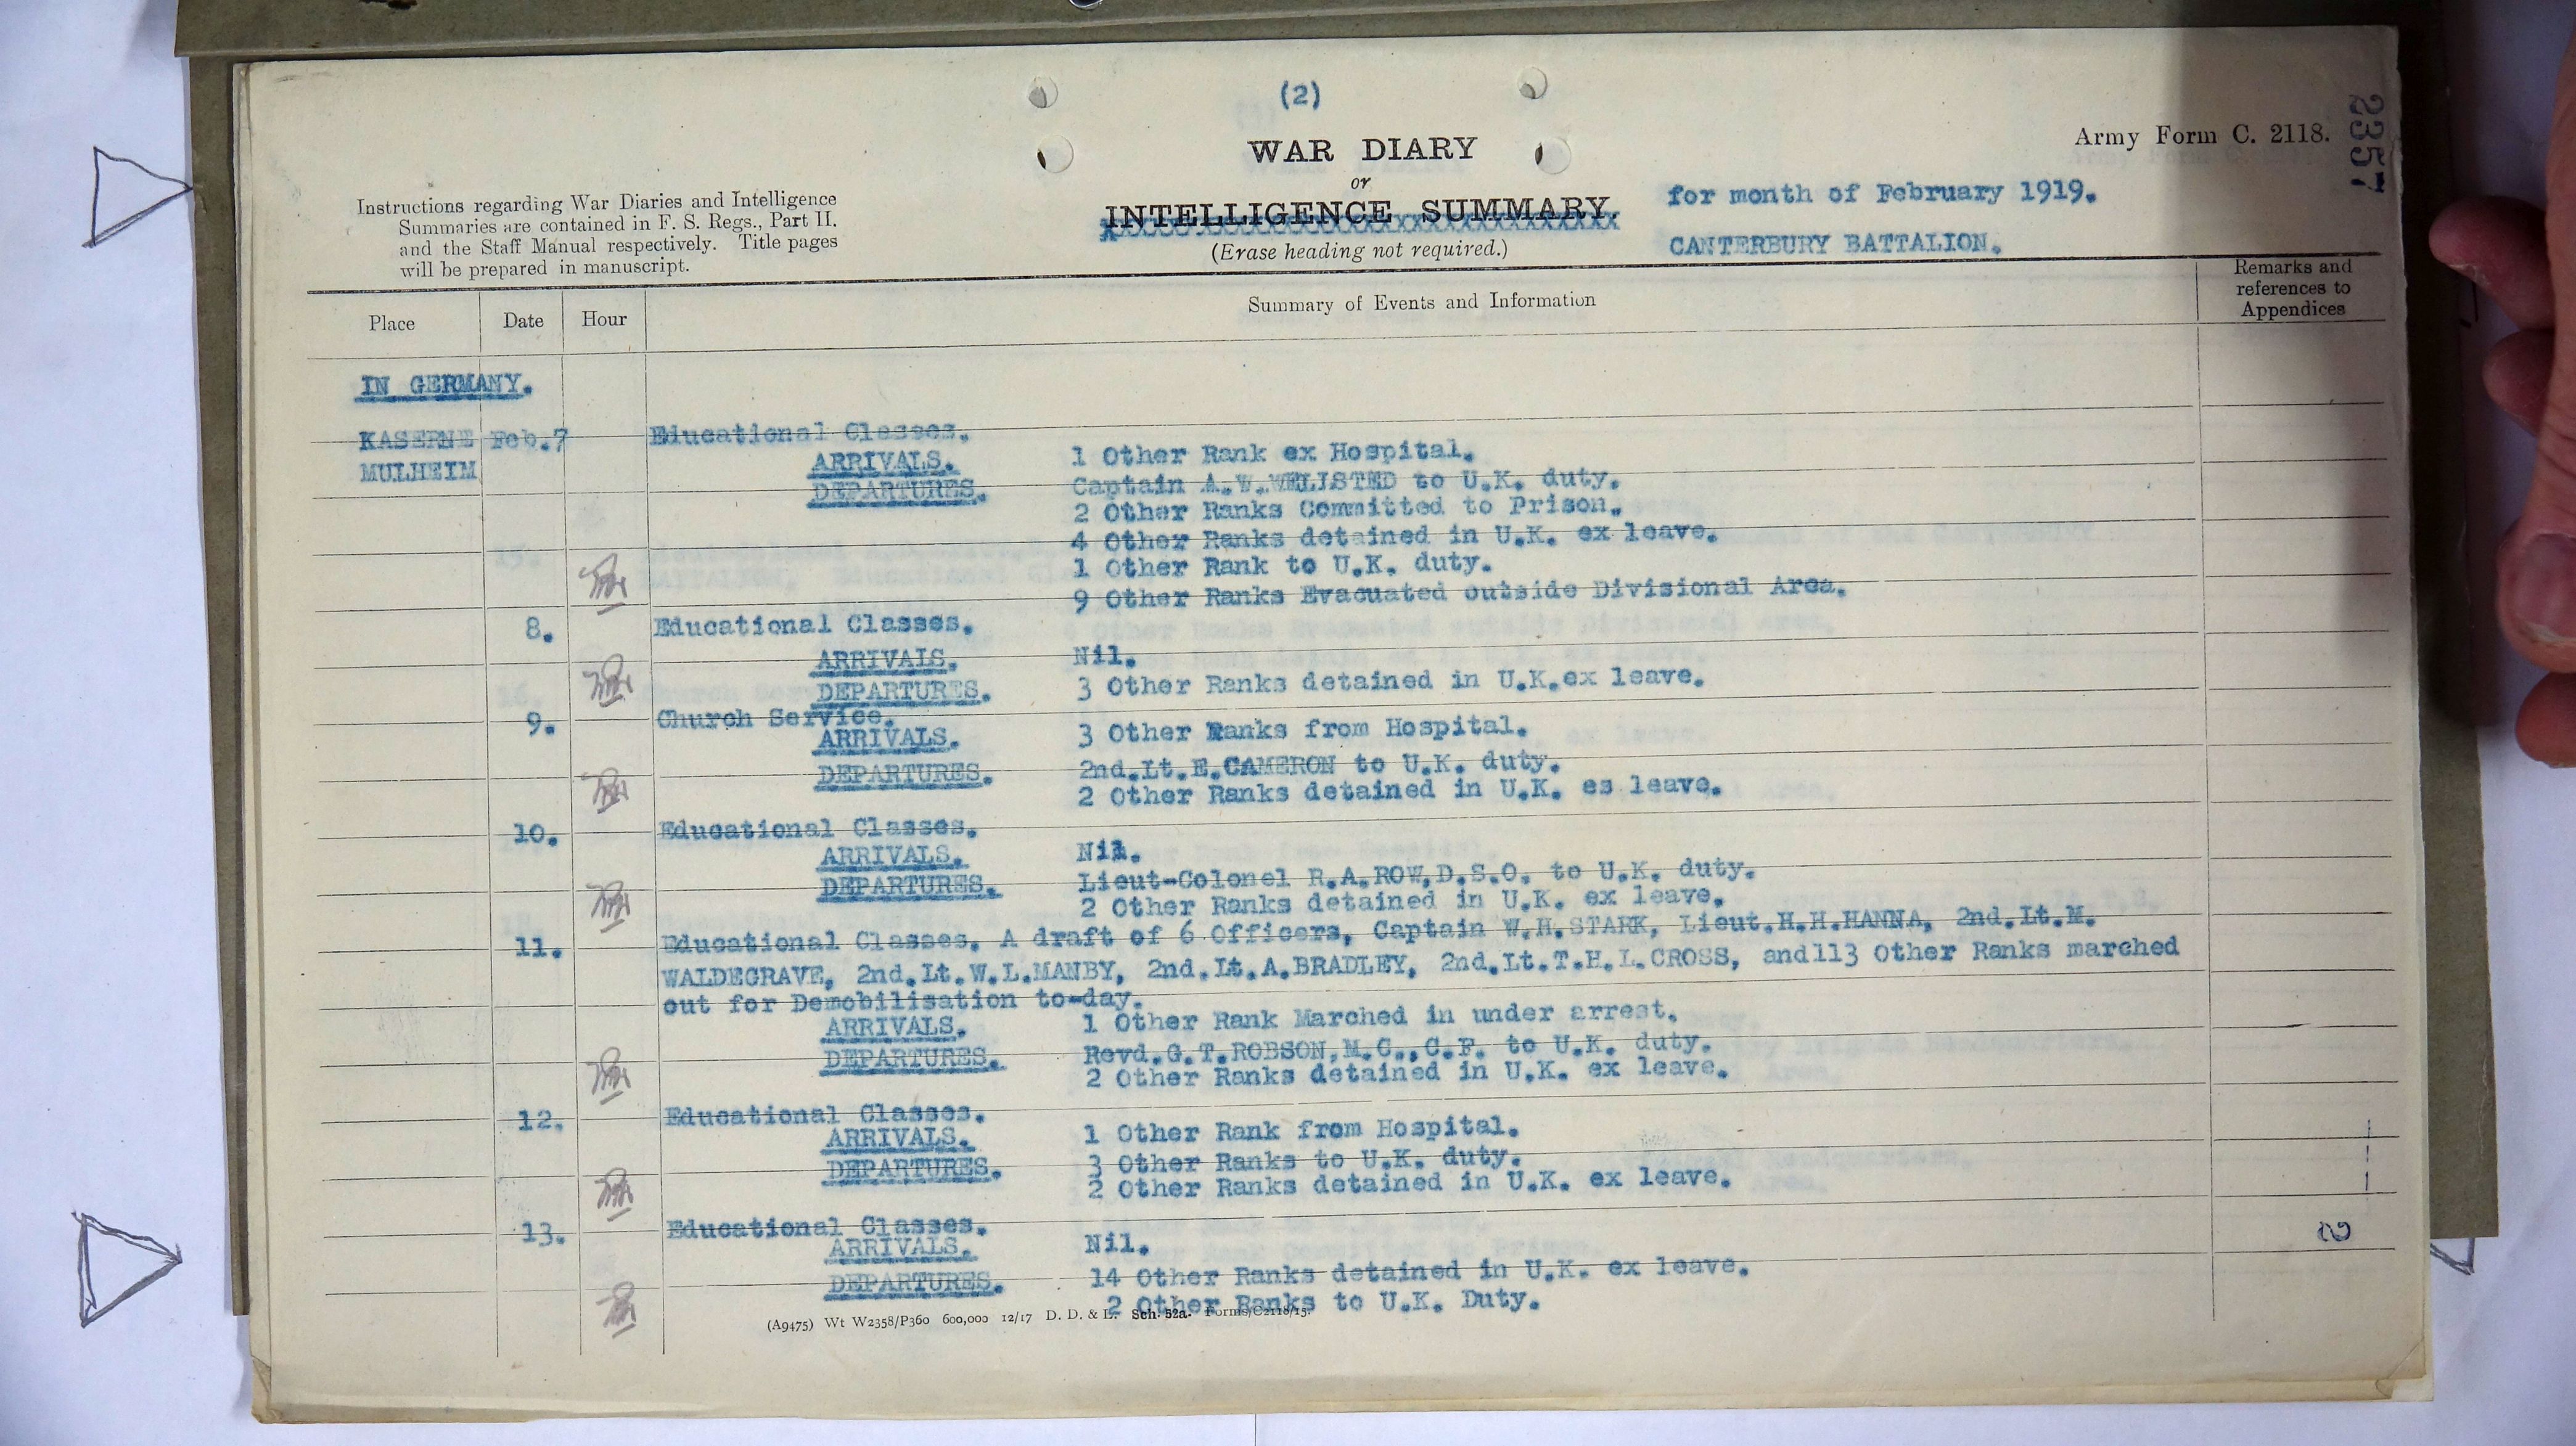 (2)
WAR DIARY
or
INTELLIGENCE SUMMARY.
(Erase heading not required.)
Army Form C. 2118.
2357
Instructions regarding War Diaries and Intelligence
Summaries are contained in F. S. Regs., Part II.
and the Staff Manual respectively. Title pages
will be prepared in manuscript.
for month of February 1919.
CANTERBURY BATTALION.
Place Date Hour Summary of Events and Information Remarks and
references to
Appendices
IN GERMANY.
KASERNE Feb.7 Educational Classes.
MULHEIM ARRIVALS. 1 Other Rank ex Hospital.
DEPARTURES. Captain A.W.WELISTED to U.K. duty.
2 Other Ranks Committed to Prison.
4 Other Ranks detained in U.K. ex leave.
1 Other Rank to U.K. duty.
9 Other Ranks Evacuated outside Divisional Area.
8. Educational Classes.
ARRIVALS. Nil.
DEPARTURES. 3 Other Ranks detained in U.K.ex leave.
9. Church Service.
ARRIVALS. 3 Other Ranks from Hospital.
DEPARTURES. 2nd.Lt.E.CAMERON to U.K. duty.
2 Other Ranks detained in U.K. es leave.
10. Educational Classes.
ARRIVALS. Nil.
DEPARTURES. Lieut-Colonel R.A.ROW,D.S.O. to U.K. duty.
2 Other Ranks detained in U.K. ex leave.
11. Educational Classes. A draft of 6 Officers, Captain W.H.STARK, Lieut.H.H.HANNA, 2nd.Lt.M.
WALDEGRAVE, 2nd.Lt.W.L.MANBY, 2nd.Lt.A.BRADLEY, 2nd.Lt.T.H.L.CROSS, and113 Other Ranks marched
out for Demobilisation to-day.
ARRIVALS. 1 Other Rank Marched in under arrest.
DEPARTURES. Revd.G.T.ROBSON,M.C.,C.F. to U.K. duty.
2 Other Ranks detained in U.K. ex leave.
12. Educational Classes.
ARRIVALS. 1 Other Rank from Hospital.
DEPARTURES. 3 Other Ranks to U.K. duty.
2 Other Ranks detained in U.K. ex leave.
13. Educational Classes.
ARRIVALS. Nil.
DEPARTURES. 14 Other Ranks detained in U.K. ex leave.
2 Other Ranks to U.K. Duty.
(A9475) Wt W2358/P360 600,000 12/17 D. D. & L. Sch. 52a. Forms/C2118/15.